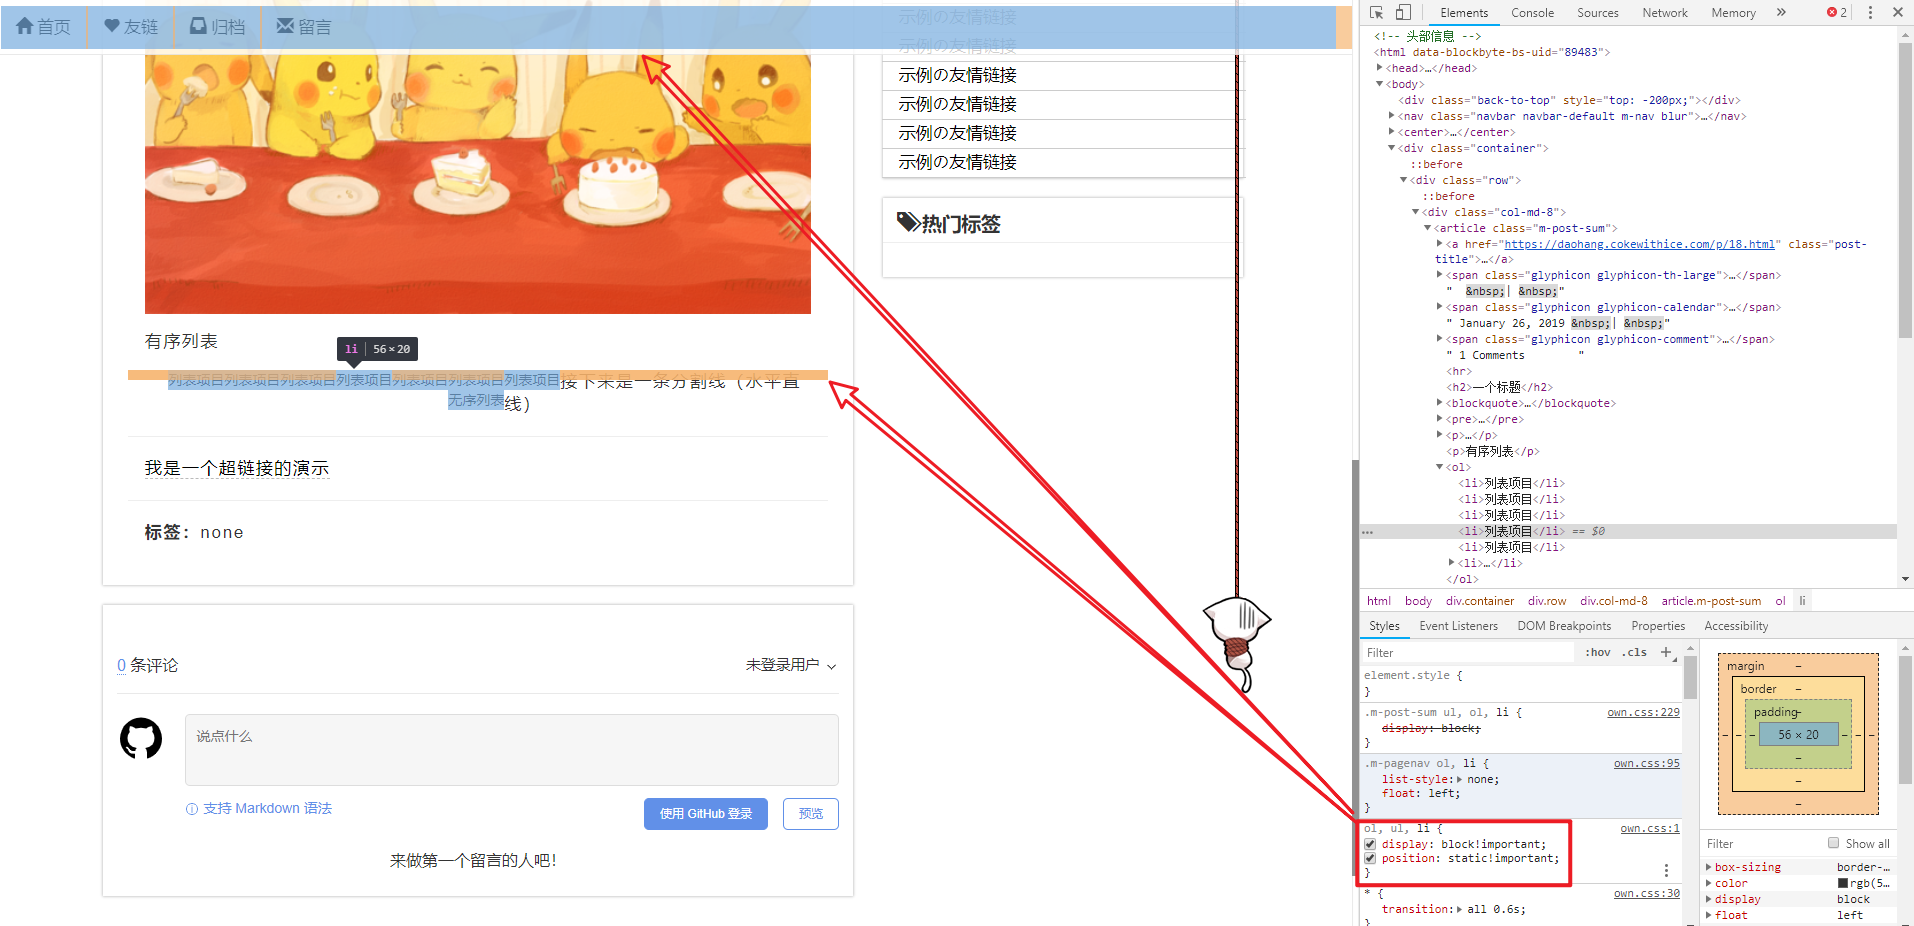 首页 友链 归档 留言
示例の友情链接
示例の友情链接
示例の友情链接
示例の友情链接
示例の友情链接
示例の友情链接
热门标签
有序列表
li 56×20
列表项目列表项目列表项目列表项目列表项目列表项目列表项目接下来是一条分割线（水平直
无序列表线）
我是一个超链接的演示
标签：none
0 条评论
未登录用户
说点什么
支持 Markdown 语法
使用 GitHub 登录
预览
来做第一个留言的人吧！
Elements Console Sources Network Memory » 2
<!-- 头部信息 -->
<html data-blockbyte-bs-uid="89483">
<head>…</head>
<body>
<div class="back-to-top" style="top: -200px;"></div>
<nav class="navbar navbar-default m-nav blur">…</nav>
<center>…</center>
<div class="container">
::before
<div class="row">
::before
<div class="col-md-8">
<article class="m-post-sum">
<a href="https://daohang.cokewithice.com/p/18.html" class="post-
title">…</a>
<span class="glyphicon glyphicon-th-large">…</span>
"  &nbsp;| &nbsp;"
<span class="glyphicon glyphicon-calendar">…</span>
" January 26, 2019 &nbsp;| &nbsp;"
<span class="glyphicon glyphicon-comment">…</span>
" 1 Comments        "
<hr>
<h2>一个标题</h2>
<blockquote>…</blockquote>
<pre>…</pre>
<p>…</p>
<p>有序列表</p>
<ol>
<li>列表项目</li>
<li>列表项目</li>
<li>列表项目</li>
… <li>列表项目</li> == $0
<li>列表项目</li>
<li>…</li>
</ol>
html body div.container div.row div.col-md-8 article.m-post-sum ol li
Styles Event Listeners DOM Breakpoints Properties Accessibility
Filter :hov .cls +
element.style {
}
.m-post-sum ul, ol, li { own.css:229
display: block;
}
.m-pagenav ol, li { own.css:95
list-style: none;
float: left;
}
ol, ul, li { own.css:1
display: block!important;
position: static!important;
}
* { own.css:30
transition: all 0.6s;
}
margin –
border –
padding–
– – – 56 × 20 – – –
–
–
–
Filter Show all
box-sizing border-…
color rgb(5…
display block
float left